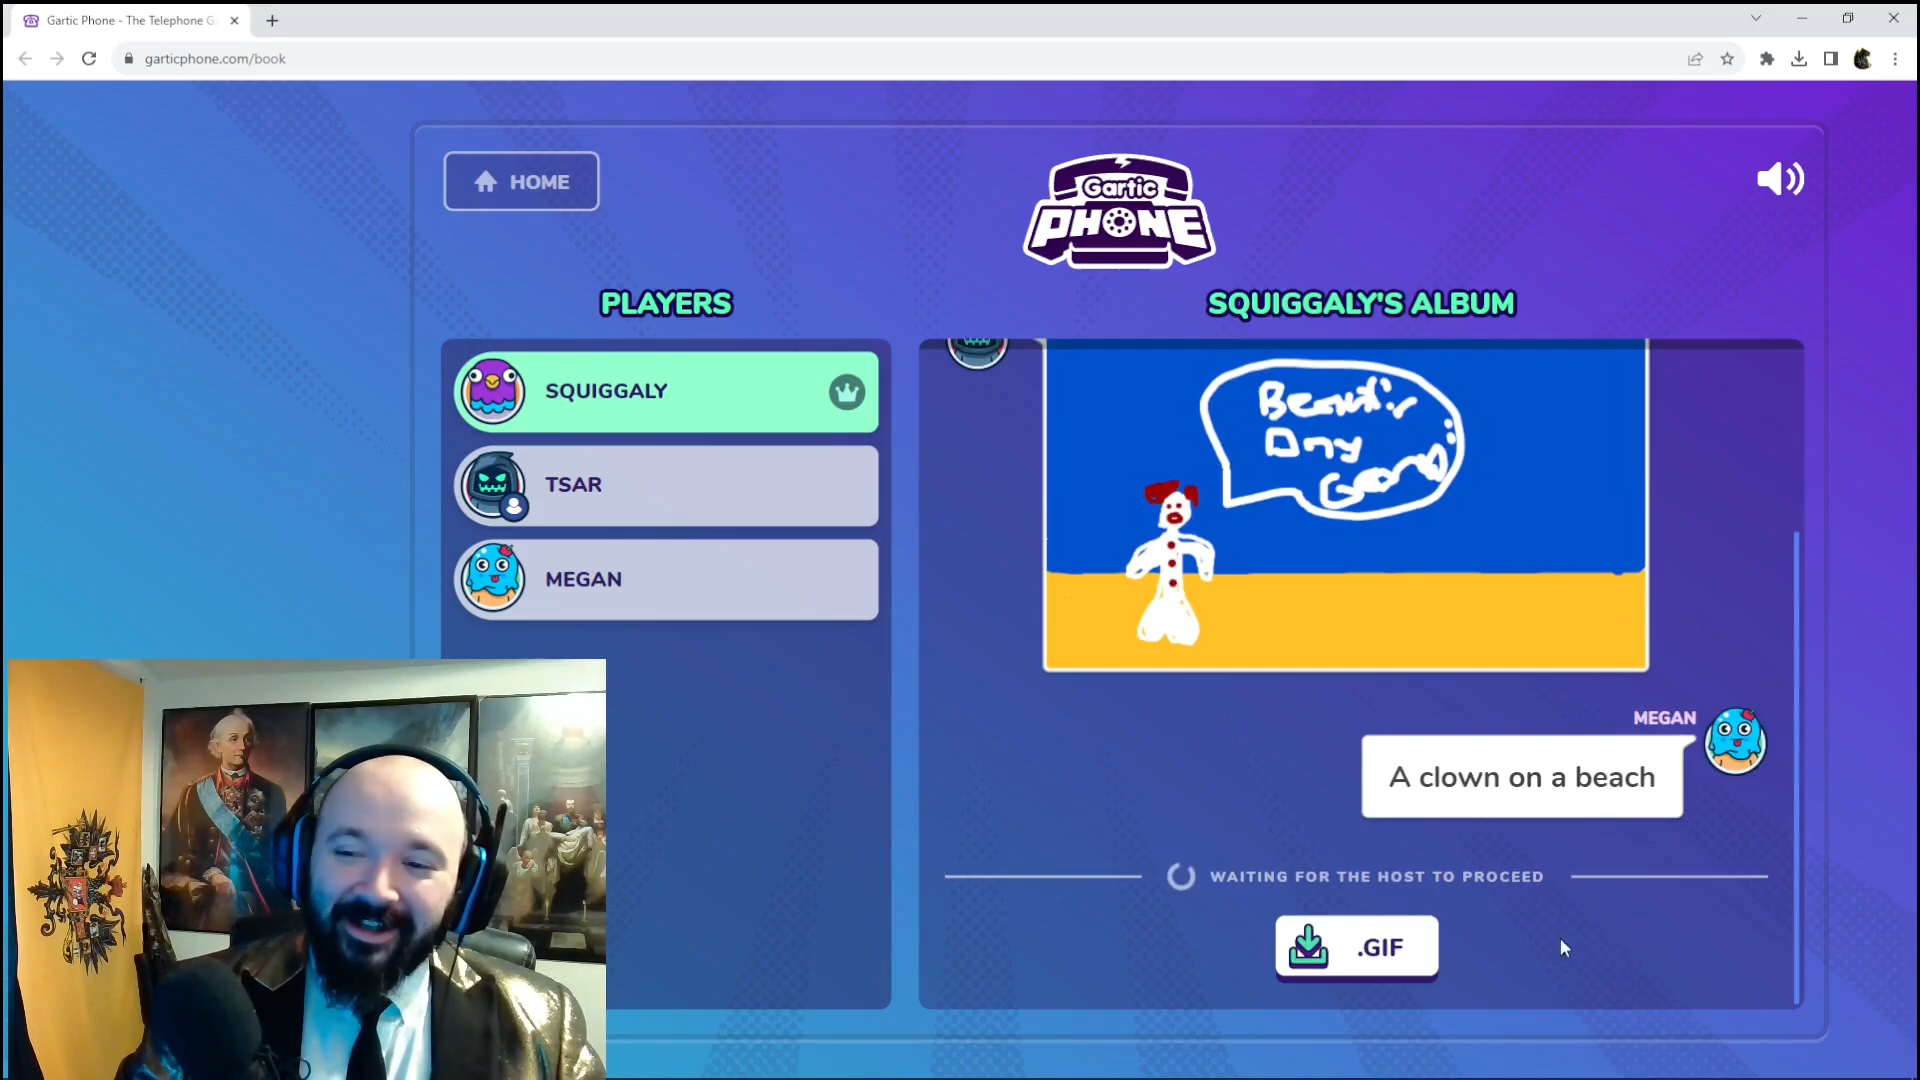 Gartic Phone - The Telephone G
garticphone.com/book
HOME
Gartic
PHONE
PLAYERS
SQUIGGALY'S ALBUM
SQUIGGALY
TSAR
MEGAN
Day
MEGAN
A clown on a beach
WAITING FOR THE HOST TO PROCEED
.GIF